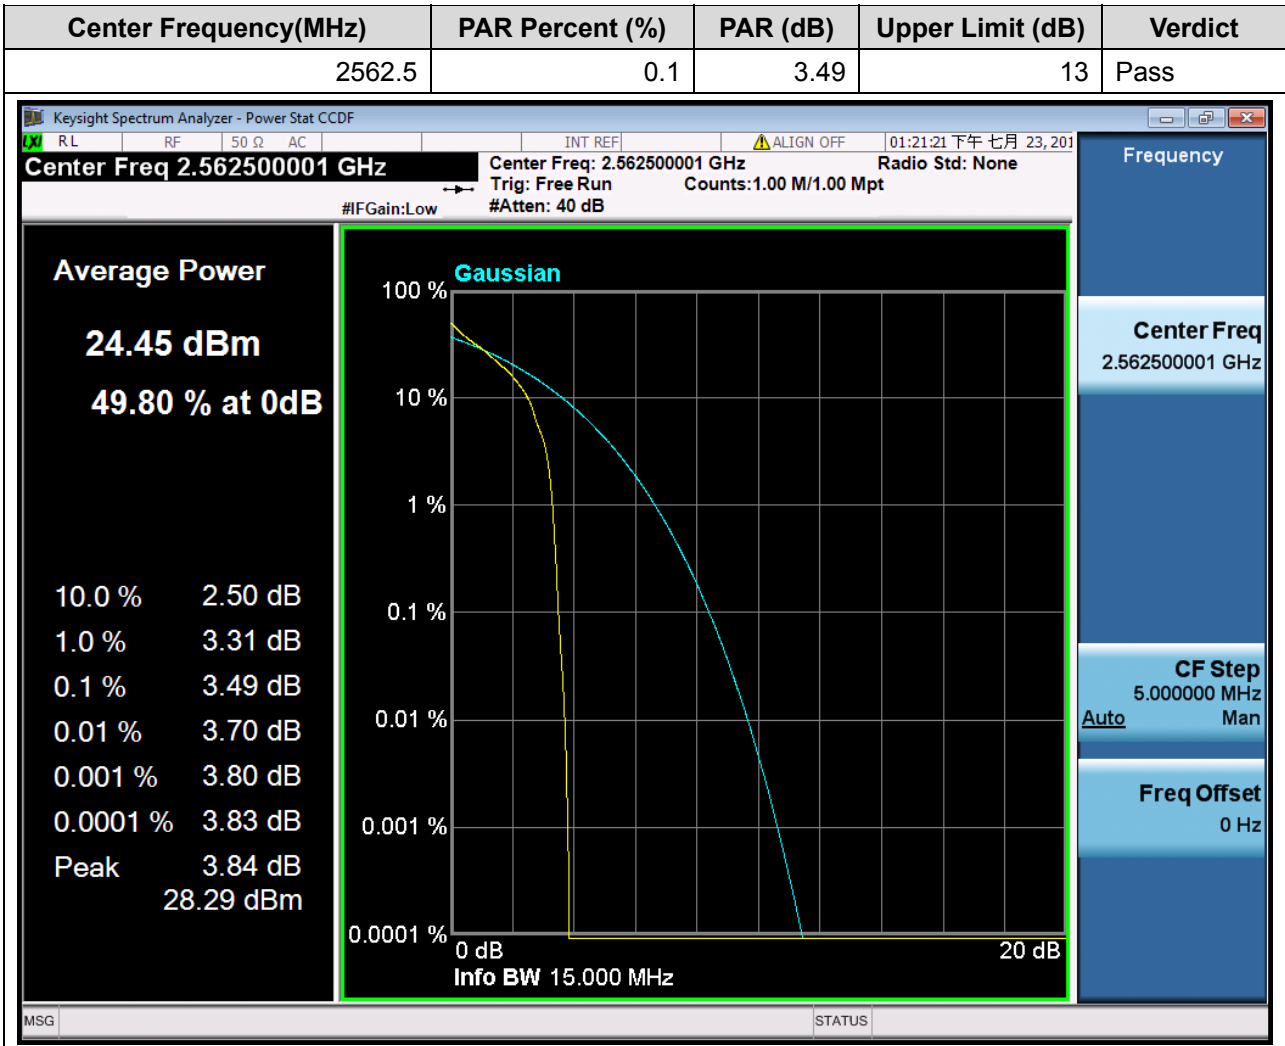 Center Frequency(MHz) PAR Percent (%) PAR (dB) Upper Limit (dB) Verdict
2562.5 0.1 3.49 13 Pass
Keysight Spectrum Analyzer - Power Stat CCDF
LXI RL RF 50 Ω AC INT REF ALIGN OFF 01:21:21 下午 七月 23, 201
Center Freq 2.562500001 GHz
Center Freq: 2.562500001 GHz Radio Std: None
Trig: Free Run Counts:1.00 M/1.00 Mpt
#IFGain:Low #Atten: 40 dB
Frequency
Average Power
24.45 dBm
49.80 % at 0dB
10.0 % 2.50 dB
1.0 % 3.31 dB
0.1 % 3.49 dB
0.01 % 3.70 dB
0.001 % 3.80 dB
0.0001 % 3.83 dB
Peak 3.84 dB
28.29 dBm
Gaussian
100 %
10 %
1 %
0.1 %
0.01 %
0.001 %
0.0001 %
0 dB 20 dB
Info BW 15.000 MHz
Center Freq
2.562500001 GHz
CF Step
5.000000 MHz
Auto Man
Freq Offset
0 Hz
MSG STATUS